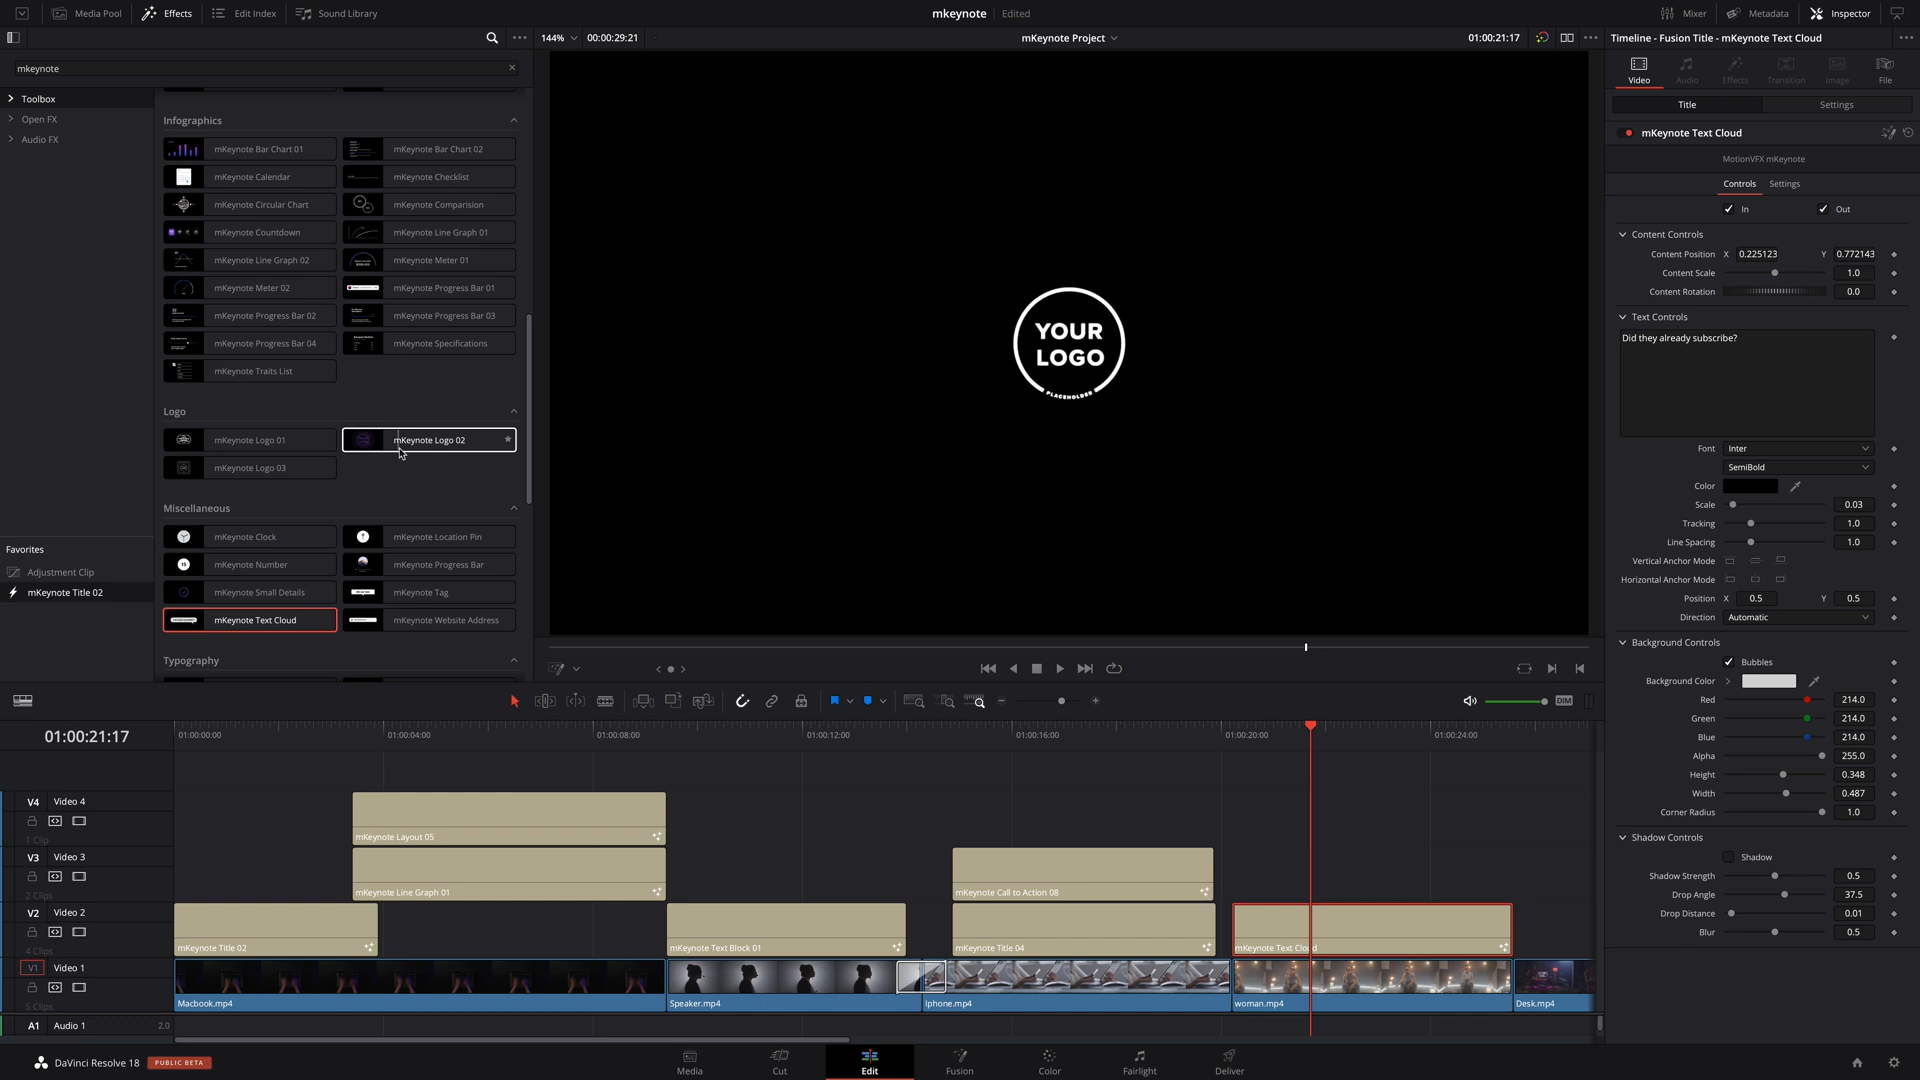 Media Pool
Effects
Edit Index
Sound Library
mkeynote
Edited
Mixer
Metadata
Inspector
144%
00:00:29:21
mKeynote Project
01:00:21:17
Timeline - Fusion Title - mKeynote Text Cloud
mkeynote
Toolbox
Open FX
Audio FX
Infographics
mKeynote Bar Chart 01
mKeynote Bar Chart 02
mKeynote Calendar
mKeynote Checklist
mKeynote Circular Chart
mKeynote Comparision
mKeynote Countdown
mKeynote Line Graph 01
mKeynote Line Graph 02
mKeynote Meter 01
mKeynote Meter 02
mKeynote Progress Bar 01
mKeynote Progress Bar 02
mKeynote Progress Bar 03
mKeynote Progress Bar 04
mKeynote Specifications
mKeynote Traits List
Logo
mKeynote Logo 01
mKeynote Logo 02
mKeynote Logo 03
Miscellaneous
mKeynote Clock
mKeynote Location Pin
mKeynote Number
mKeynote Progress Bar
mKeynote Small Details
mKeynote Tag
mKeynote Text Cloud
mKeynote Website Address
Typography
Favorites
Adjustment Clip
mKeynote Title 02
YOUR
LOGO
PLACEHOLDER
Video
Audio
Effects
Transition
Image
File
Title
Settings
mKeynote Text Cloud
MotionVFX mKeynote
Controls
Settings
In
Out
Content Controls
Content Position X 0.225123 Y 0.772143
Content Scale 1.0
Content Rotation 0.0
Text Controls
Did they already subscribe?
Font Inter
SemiBold
Color
Scale 0.03
Tracking 1.0
Line Spacing 1.0
Vertical Anchor Mode
Horizontal Anchor Mode
Position X 0.5 Y 0.5
Direction Automatic
Background Controls
Bubbles
Background Color
Red 214.0
Green 214.0
Blue 214.0
Alpha 255.0
Height 0.348
Width 0.487
Corner Radius 1.0
Shadow Controls
Shadow
Shadow Strength 0.5
Drop Angle 37.5
Drop Distance 0.01
Blur 0.5
DIM
01:00:21:17
01:00:00:00
01:00:04:00
01:00:08:00
01:00:12:00
01:00:16:00
01:00:20:00
01:00:24:00
V4 Video 4
1 Clip
mKeynote Layout 05
V3 Video 3
2 Clips
mKeynote Line Graph 01
mKeynote Call to Action 08
V2 Video 2
4 Clips
mKeynote Title 02
mKeynote Text Block 01
mKeynote Title 04
mKeynote Text Cloud
V1 Video 1
5 Clips
Macbook.mp4
Speaker.mp4
Iphone.mp4
woman.mp4
Desk.mp4
A1 Audio 1 2.0
DaVinci Resolve 18
PUBLIC BETA
Media
Cut
Edit
Fusion
Color
Fairlight
Deliver